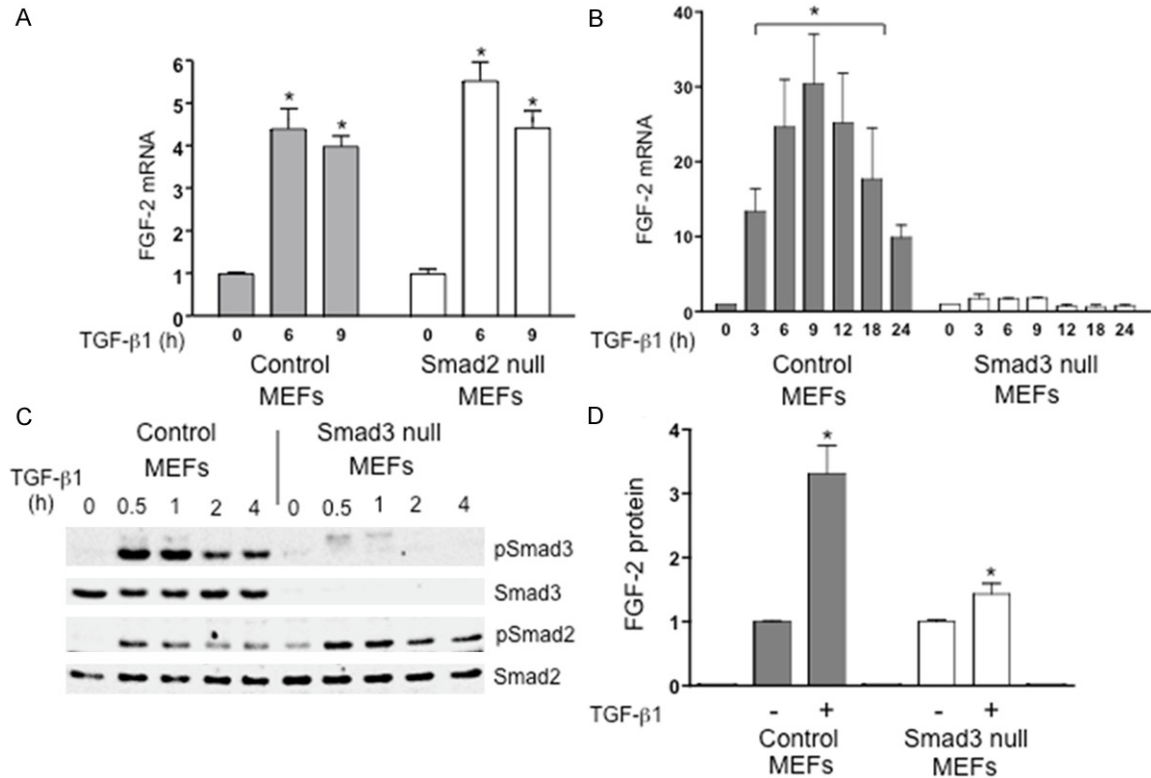 A
6
5
4
3
2
1
0
FGF-2 mRNA
* * * *
TGF-β1 (h) 0 6 9 0 6 9
Control MEFs
Smad2 null MEFs
B
40
30
20
10
0
FGF-2 mRNA
*
TGF-β1 (h) 0 3 6 9 12 18 24 0 3 6 9 12 18 24
Control MEFs
Smad3 null MEFs
C
Control MEFs
Smad3 null MEFs
TGF-β1 (h) 0 0.5 1 2 4 0 0.5 1 2 4
pSmad3
Smad3
pSmad2
Smad2
D
4
3
2
1
0
FGF-2 protein
* *
TGF-β1 - + - +
Control MEFs
Smad3 null MEFs